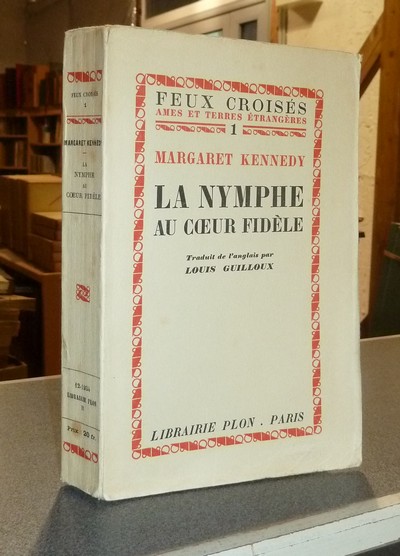 FEUX CROISÉS
1
MARGARET KENNEDY
LA
NYMPHE
AU
CŒUR FIDÈLE
LIBRAIRIE PLON
Prix: 20 fr.
FEUX CROISÉS
AMES ET TERRES ÉTRANGÈRES
1
MARGARET KENNEDY
LA NYMPHE
AU CŒUR FIDÈLE
Traduit de l'anglais par
LOUIS GUILLOUX
LIBRAIRIE PLON . PARIS